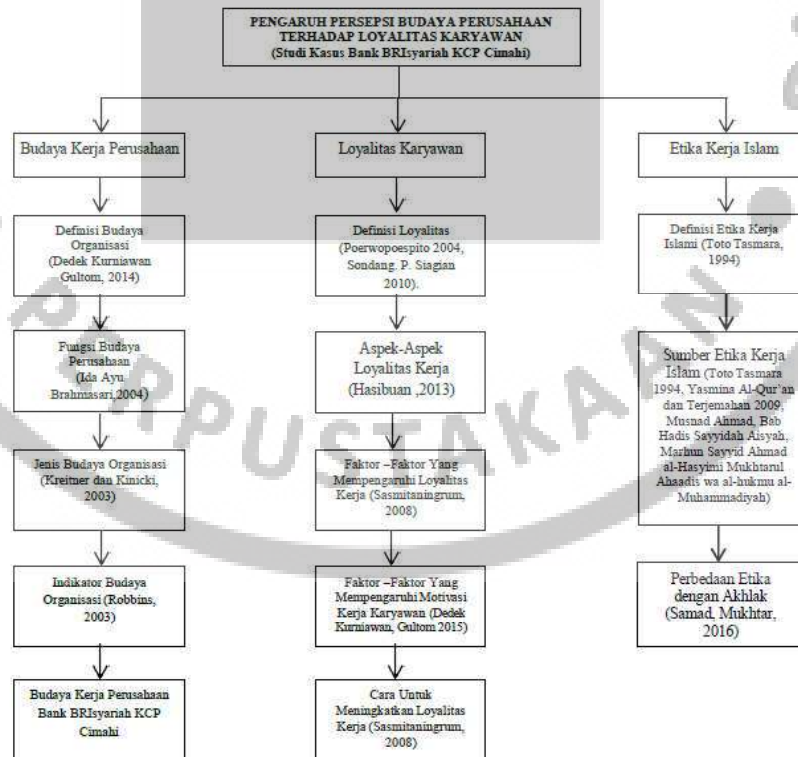 PENGARUH PERSEPSI BUDAYA PERUSAHAAN
TERHADAP LOYALITAS KARYAWAN
(Studi Kasus Bank BRIsyariah KCP Cimahi)
Budaya Kerja Perusahaan
Definisi Budaya
Organisasi
(Dedek Kurniawan
Gultom, 2014)
Fungsi Budaya
Perusahaan
(Ida Ayu
Brahmasari,2004)
Jenis Budaya Organisasi
(Kreitner dan Kinicki,
2003)
Indikator Budaya
Organisasi (Robbins,
2003)
Budaya Kerja Perusahaan
Bank BRIsyariah KCP
Cimahi
Loyalitas Karyawan
Definisi Loyalitas
(Poerwopoespito 2004,
Sondang. P. Siagian
2010).
Aspek-Aspek
Loyalitas Kerja
(Hasibuan ,2013)
Faktor –Faktor Yang
Mempengaruhi Loyalitas
Kerja (Sasmitaningrum,
2008)
Faktor –Faktor Yang
Mempengaruhi Motivasi
Kerja Karyawan (Dedek
Kurniawan, Gultom 2015)
Cara Untuk
Meningkatkan Loyalitas
Kerja (Sasmitaningrum,
2008)
Etika Kerja Islam
Definisi Etika Kerja
Islami (Toto Tasmara,
1994)
Sumber Etika Kerja
Islam (Toto Tasmara
1994, Yasmina Al-Qur’an
dan Terjemahan 2009,
Musnad Ahmad, Bab
Hadis Sayyidah Aisyah,
Marhun Sayyid Ahmad
al-Hasyimi Mukhtarul
Ahaadis wa al-hukmu al-
Muhammadiyah)
Perbedaan Etika
dengan Akhlak
(Samad, Mukhtar,
2016)
PERPUSTAKAAN